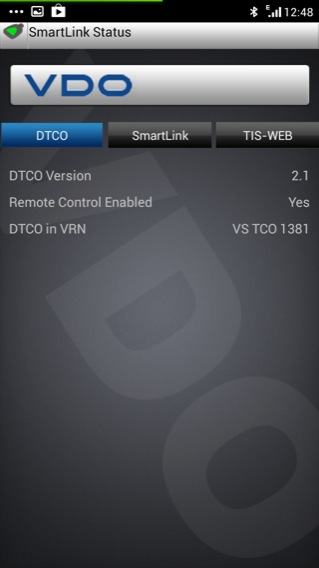 E 12:48
SmartLink Status
VDO
DTCO SmartLink TIS-WEB
DTCO Version 2.1
Remote Control Enabled Yes
DTCO in VRN VS TCO 1381
VDO